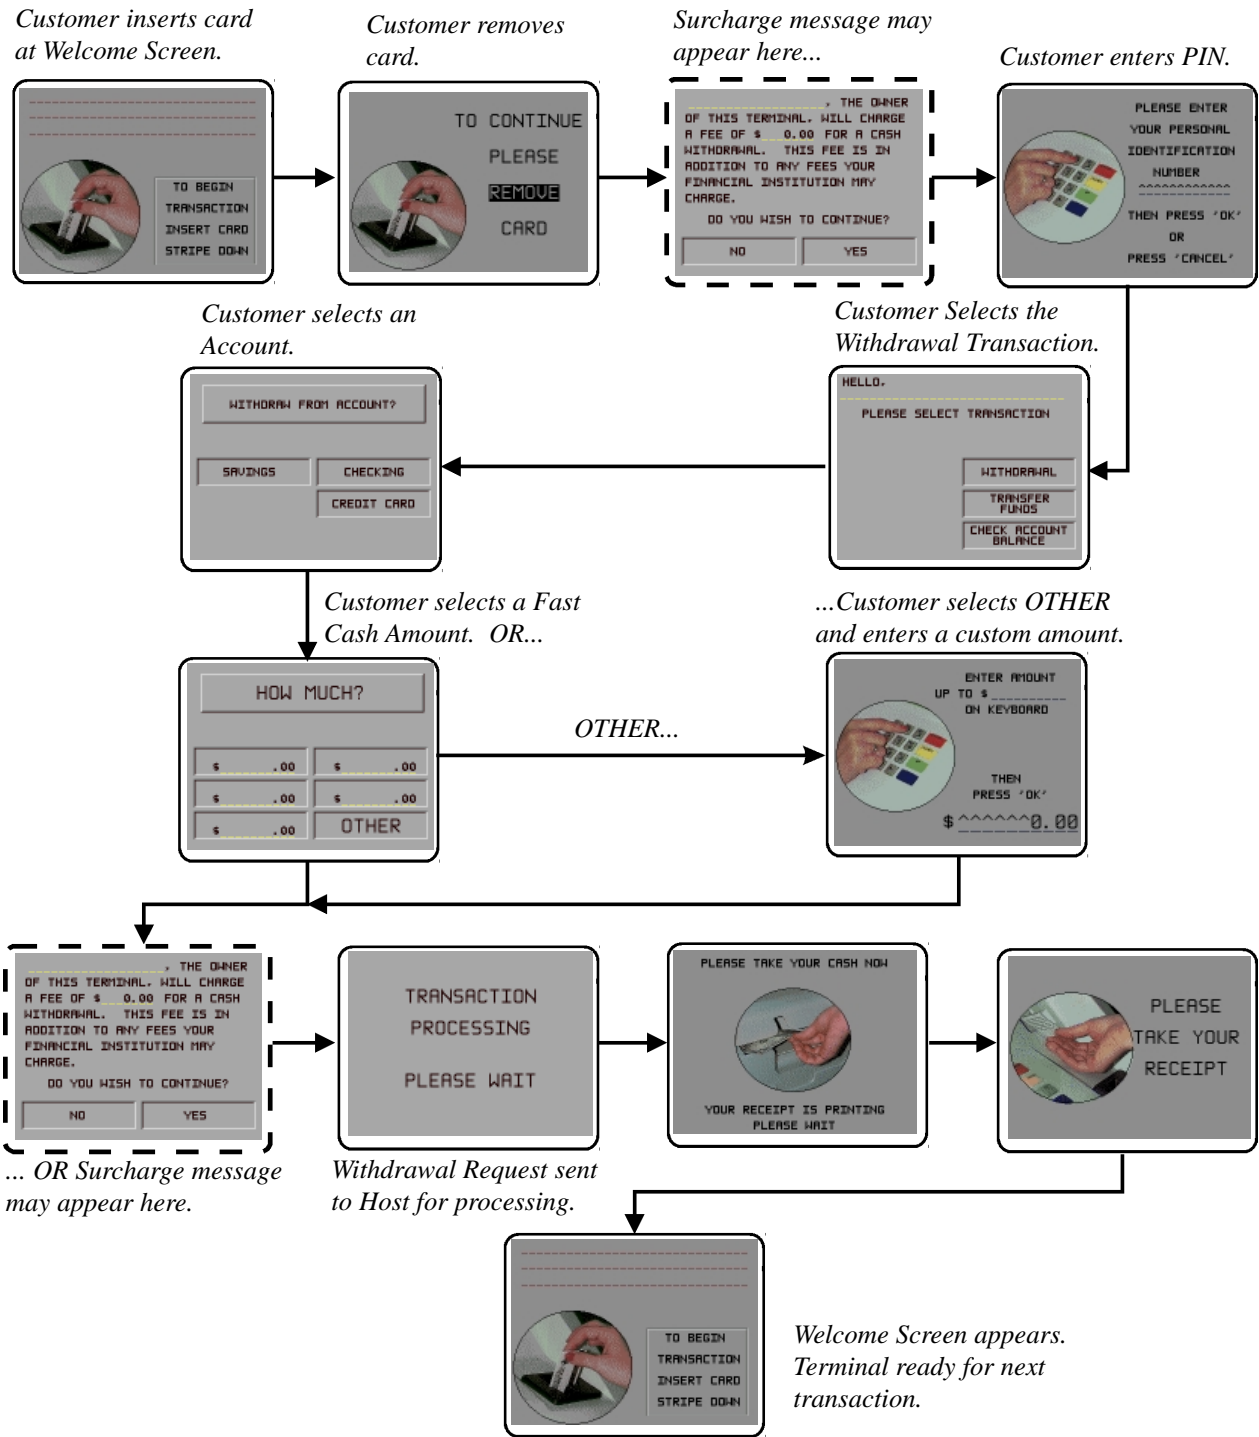 Customer inserts card
at Welcome Screen.
TO BEGIN
TRANSACTION
INSERT CARD
STRIPE DOWN
Customer removes
card.
TO CONTINUE
PLEASE
REMOVE
CARD
Surcharge message may
appear here...
, THE OWNER
OF THIS TERMINAL, WILL CHARGE
A FEE OF $ 0.00 FOR A CASH
WITHDRAWAL. THIS FEE IS IN
ADDITION TO ANY FEES YOUR
FINANCIAL INSTITUTION MAY
CHARGE.
DO YOU WISH TO CONTINUE?
NO YES
Customer enters PIN.
PLEASE ENTER
YOUR PERSONAL
IDENTIFICATION
NUMBER
^^^^^^^^^^^^
THEN PRESS 'OK'
OR
PRESS 'CANCEL'
Customer Selects the
Withdrawal Transaction.
HELLO,
PLEASE SELECT TRANSACTION
WITHDRAWAL
TRANSFER
FUNDS
CHECK ACCOUNT
BALANCE
Customer selects an
Account.
WITHDRAW FROM ACCOUNT?
SAVINGS CHECKING
CREDIT CARD
Customer selects a Fast
Cash Amount. OR...
HOW MUCH?
$ .00 $ .00
$ .00 $ .00
$ .00 OTHER
OTHER...
...Customer selects OTHER
and enters a custom amount.
ENTER AMOUNT
UP TO $
ON KEYBOARD
THEN
PRESS 'OK'
$^^^^^^0.00
, THE OWNER
OF THIS TERMINAL, WILL CHARGE
A FEE OF $ 0.00 FOR A CASH
WITHDRAWAL. THIS FEE IS IN
ADDITION TO ANY FEES YOUR
FINANCIAL INSTITUTION MAY
CHARGE.
DO YOU WISH TO CONTINUE?
NO YES
... OR Surcharge message
may appear here.
TRANSACTION
PROCESSING
PLEASE WAIT
Withdrawal Request sent
to Host for processing.
PLEASE TAKE YOUR CASH NOW
YOUR RECEIPT IS PRINTING
PLEASE WAIT
PLEASE
TAKE YOUR
RECEIPT
TO BEGIN
TRANSACTION
INSERT CARD
STRIPE DOWN
Welcome Screen appears.
Terminal ready for next
transaction.